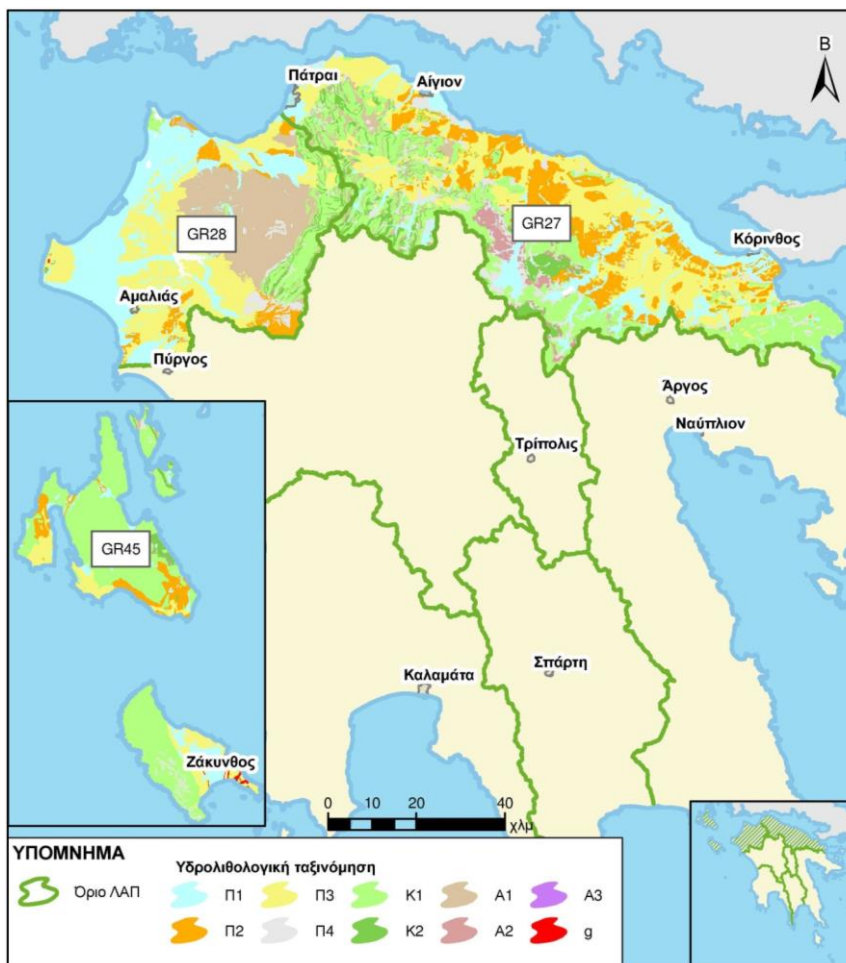 Β
Πάτραι
Αίγιον
GR28
GR27
Κόρινθος
Αμαλιάς
Πύργος
Άργος
Ναύπλιον
Τρίπολις
GR45
Σπάρτη
Καλαμάτα
Ζάκυνθος
0 10 20 40
χλμ
ΥΠΟΜΝΗΜΑ
Υδρολιθολογική ταξινόμηση
Όριο ΛΑΠ
Π1 Π3 Κ1 Α1 Α3
Π2 Π4 Κ2 Α2 g